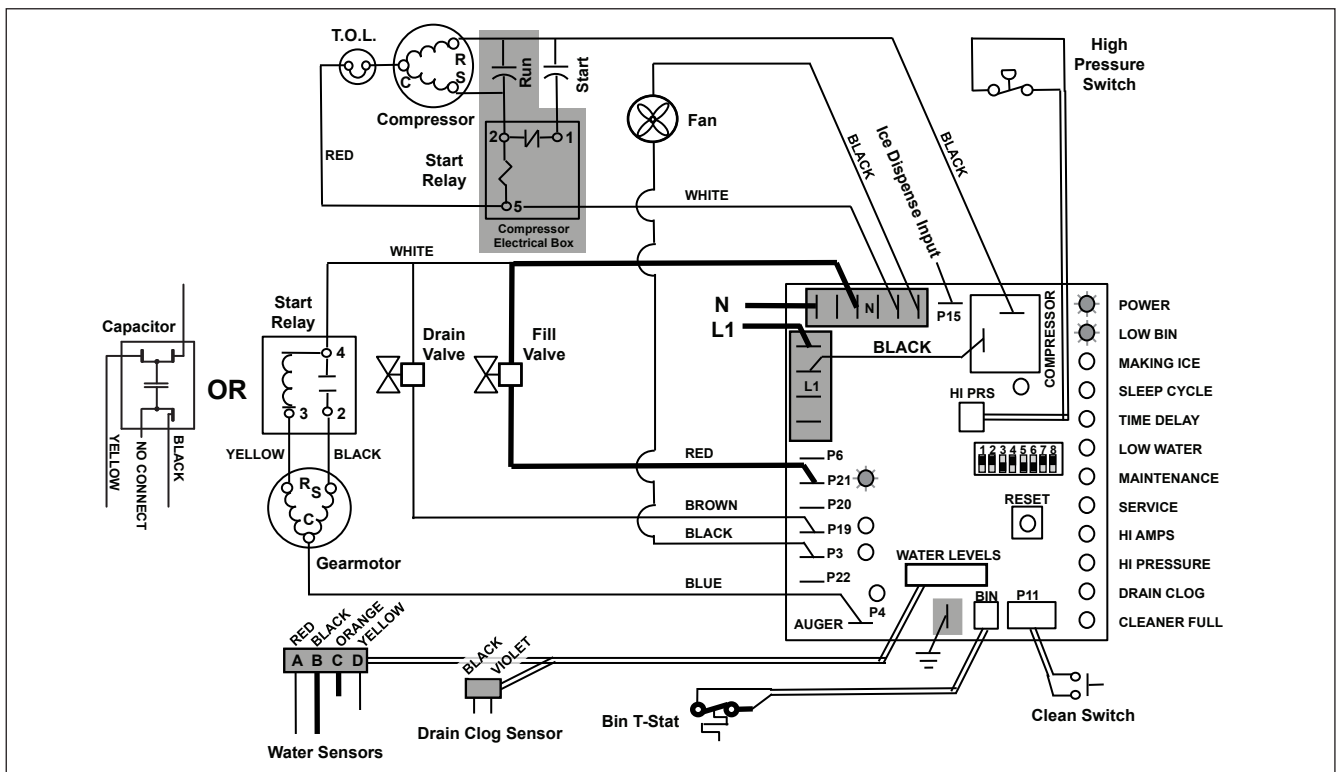 T.O.L.
R
S
C
Compressor
Run
Start
RED
2
1
Start
Relay
5
Compressor
Electrical Box
WHITE
Fan
BLACK
Ice Dispense Input
BLACK
High
Pressure
Switch
WHITE
Capacitor
YELLOW
NO CONNECT
BLACK
OR
Start
Relay
4
3
2
YELLOW
BLACK
R
S
C
Gearmotor
Drain
Valve
Fill
Valve
N
L1
N
L1
P15
BLACK
COMPRESSOR
HI PRS
1 2 3 4 5 6 7 8
RESET
RED
P6
P21
P20
BROWN
P19
BLACK
P3
P22
BLUE
P4
AUGER
WATER LEVELS
BIN
P11
POWER
LOW BIN
MAKING ICE
SLEEP CYCLE
TIME DELAY
LOW WATER
MAINTENANCE
SERVICE
HI AMPS
HI PRESSURE
DRAIN CLOG
CLEANER FULL
RED
BLACK
ORANGE
YELLOW
A B C D
Water Sensors
BLACK
VIOLET
Drain Clog Sensor
Bin T-Stat
Clean Switch